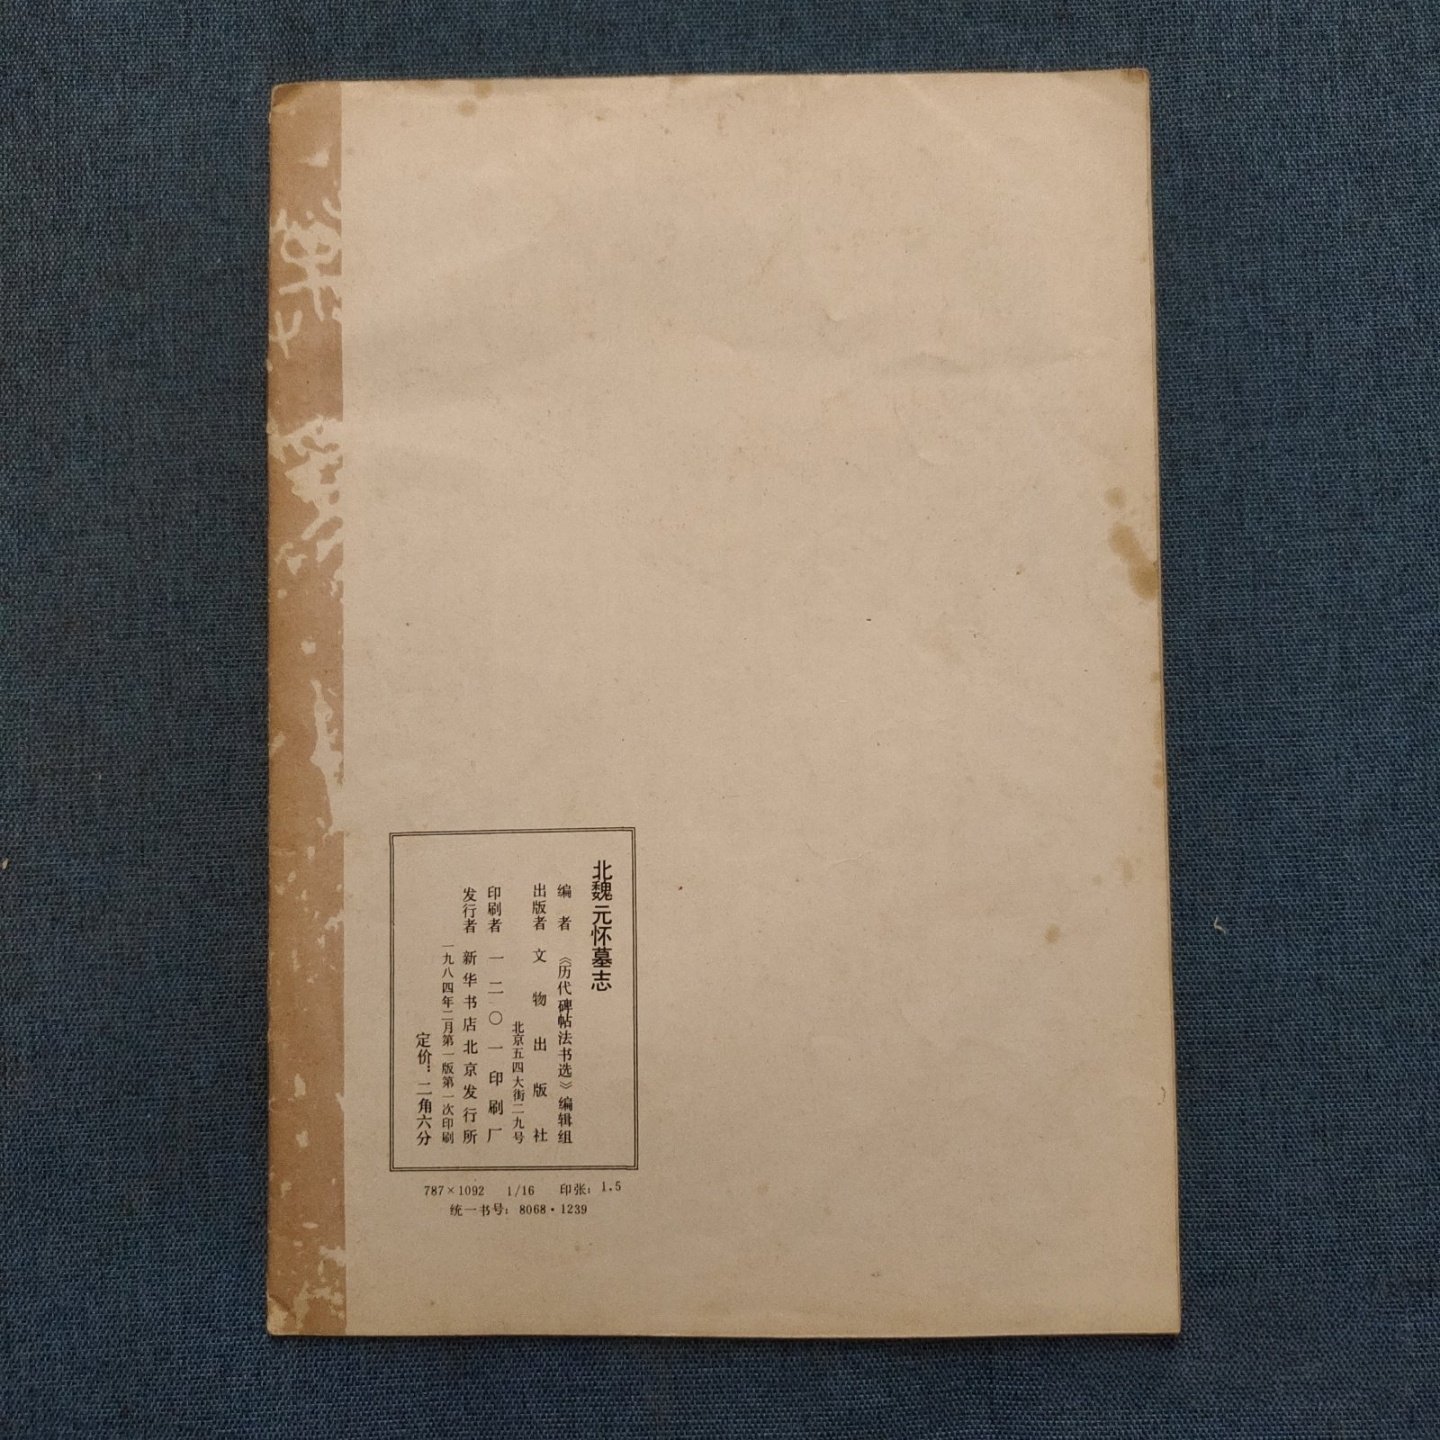 北魏元怀墓志
编者 《历代碑帖法书选》编辑组
出版者 文物出版社
北京五四大街二九号
印刷者 一二〇一印刷厂
发行者 新华书店北京发行所
一九八四年二月第一版第一次印刷
定价：二角六分
787×1092 1/16 印张：1.5
统一书号：8068·1239